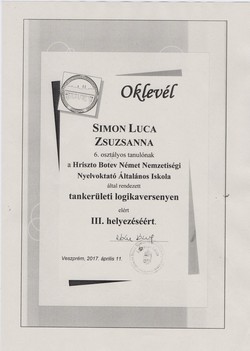 Oklevél
SIMON LUCA
ZSUZSANNA
6. osztályos tanulónak
a Hriszto Botev Német Nemzetiségi
Nyelvoktató Általános Iskola
által rendezett
tankerületi logikaversenyen
elért
III. helyezéséért.
Veszprém, 2017. április 11.